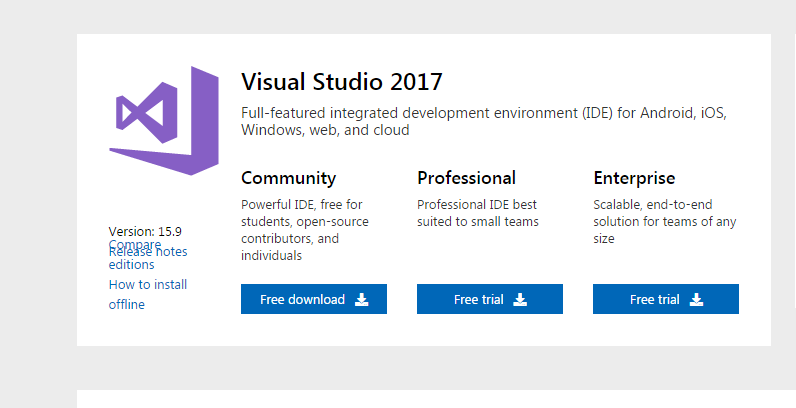 Visual Studio 2017
Full-featured integrated development environment (IDE) for Android, iOS,
Windows, web, and cloud
Community
Powerful IDE, free for
students, open-source
contributors, and
individuals
Free download
Professional
Professional IDE best
suited to small teams
Free trial
Enterprise
Scalable, end-to-end
solution for teams of any
size
Free trial
Version: 15.9
Compare
editions
Release notes
How to install
offline